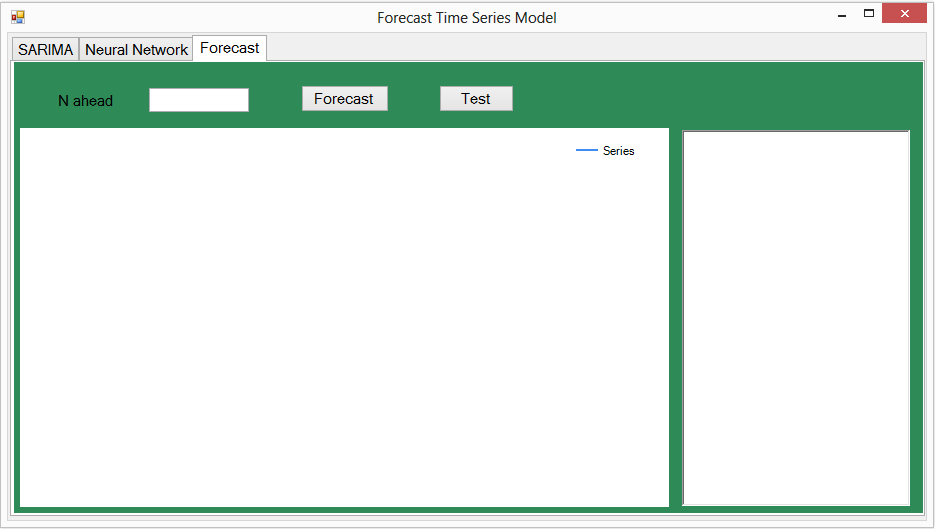 Forecast Time Series Model
SARIMA Neural Network Forecast
N ahead Forecast Test
Series